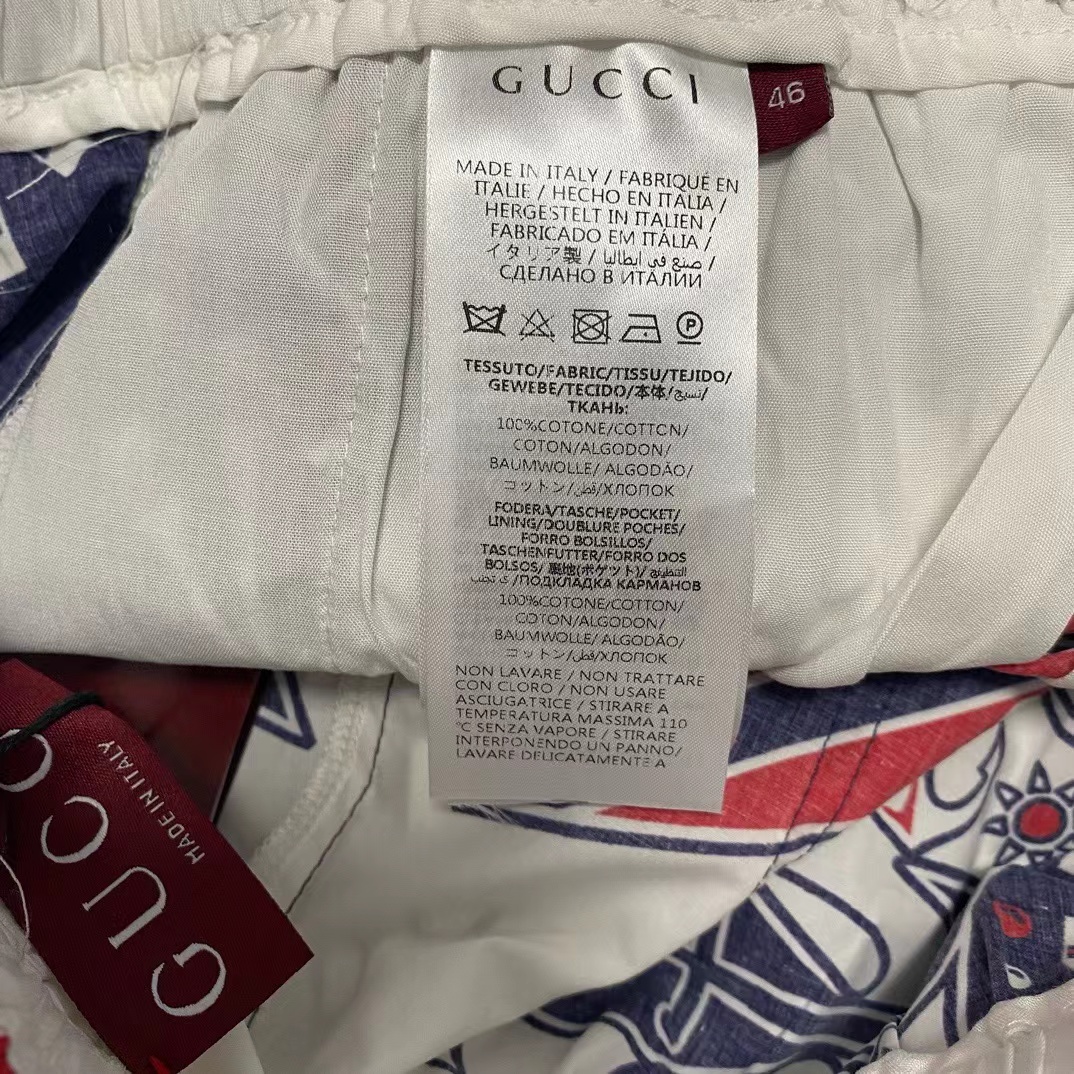 GUCCI
46
MADE IN ITALY / FABRIQUÉ EN
ITALIE / HECHO EN ITALIA /
HERGESTELT IN ITALIEN /
FABRICADO EM ITÁLIA /
イタリア製 / صنع في ايطاليا /
СДЕЛАНО В ИТАЛИИ
P
TESSUTO/FABRIC/TISSU/TEJIDO/
GEWEBE/TECIDO/本体/نسيج/
ТКАНЬ:
100%COTONE/COTTON/
COTON/ALGODON/
BAUMWOLLE/ ALGODÃO/
コットン/قطن/ХЛОПОК
FODERA/TASCHE/POCKET/
LINING/DOUBLURE POCHES/
FORRO BOLSILLOS/
TASCHENFUTTER/FORRO DOS
BOLSOS/ 裏地(ポケット)/
/ПОДКЛАДКА КАРМАНОВ
100%COTONE/COTTON/
COTON/ALGODON/
BAUMWOLLE/ ALGODÃO/
コットン/قطن/ХЛОПОК
NON LAVARE / NON TRATTARE
CON CLORO / NON USARE
ASCIUGATRICE / STIRARE A
TEMPERATURA MASSIMA 110
°C SENZA VAPORE / STIRARE
INTERPONENDO UN PANNO/
LAVARE DELICATAMENTE A
GUCCI
MADE IN ITALY